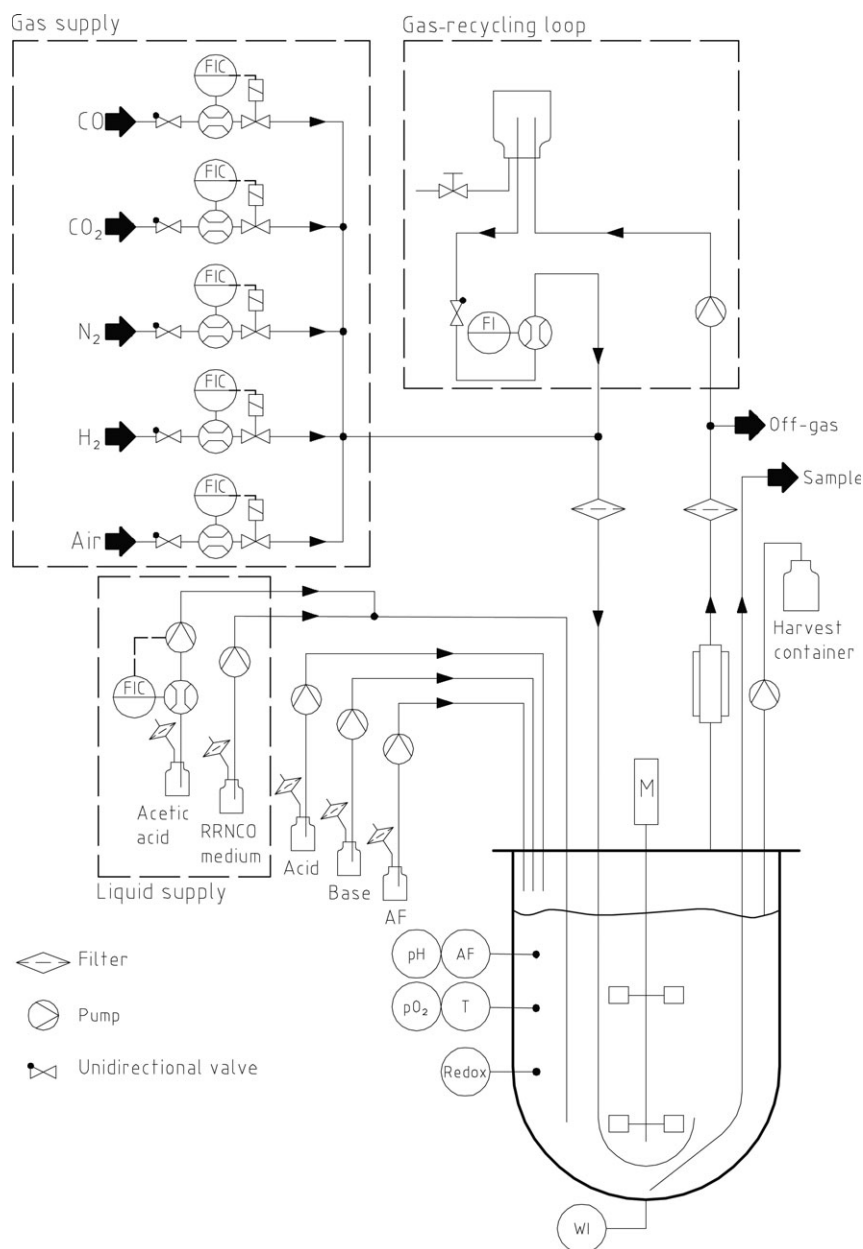 Gas supply
Gas-recycling loop
FIC
CO
FIC
CO₂
FIC
N₂
FI
FIC
H₂
Off-gas
Sample
FIC
Air
Harvest
container
FIC
M
Acetic
acid
RRNCO
medium
Acid
Base
AF
Liquid supply
pH
AF
Filter
pO₂
T
Pump
Redox
Unidirectional valve
WI